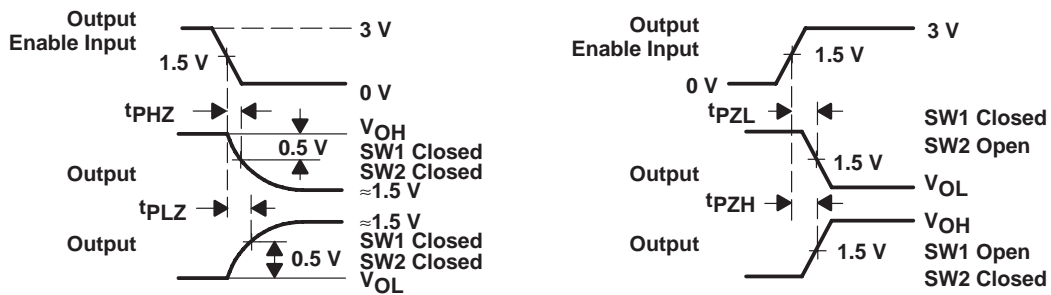 Output
Enable Input
3 V
1.5 V
0 V
tPHZ
VOH
0.5 V
SW1 Closed
SW2 Closed
Output
≈1.5 V
tPLZ
≈1.5 V
SW1 Closed
Output
0.5 V
SW2 Closed
VOL
Output
Enable Input
3 V
1.5 V
0 V
tPZL
SW1 Closed
SW2 Open
1.5 V
Output
VOL
tPZH
VOH
Output
1.5 V
SW1 Open
SW2 Closed